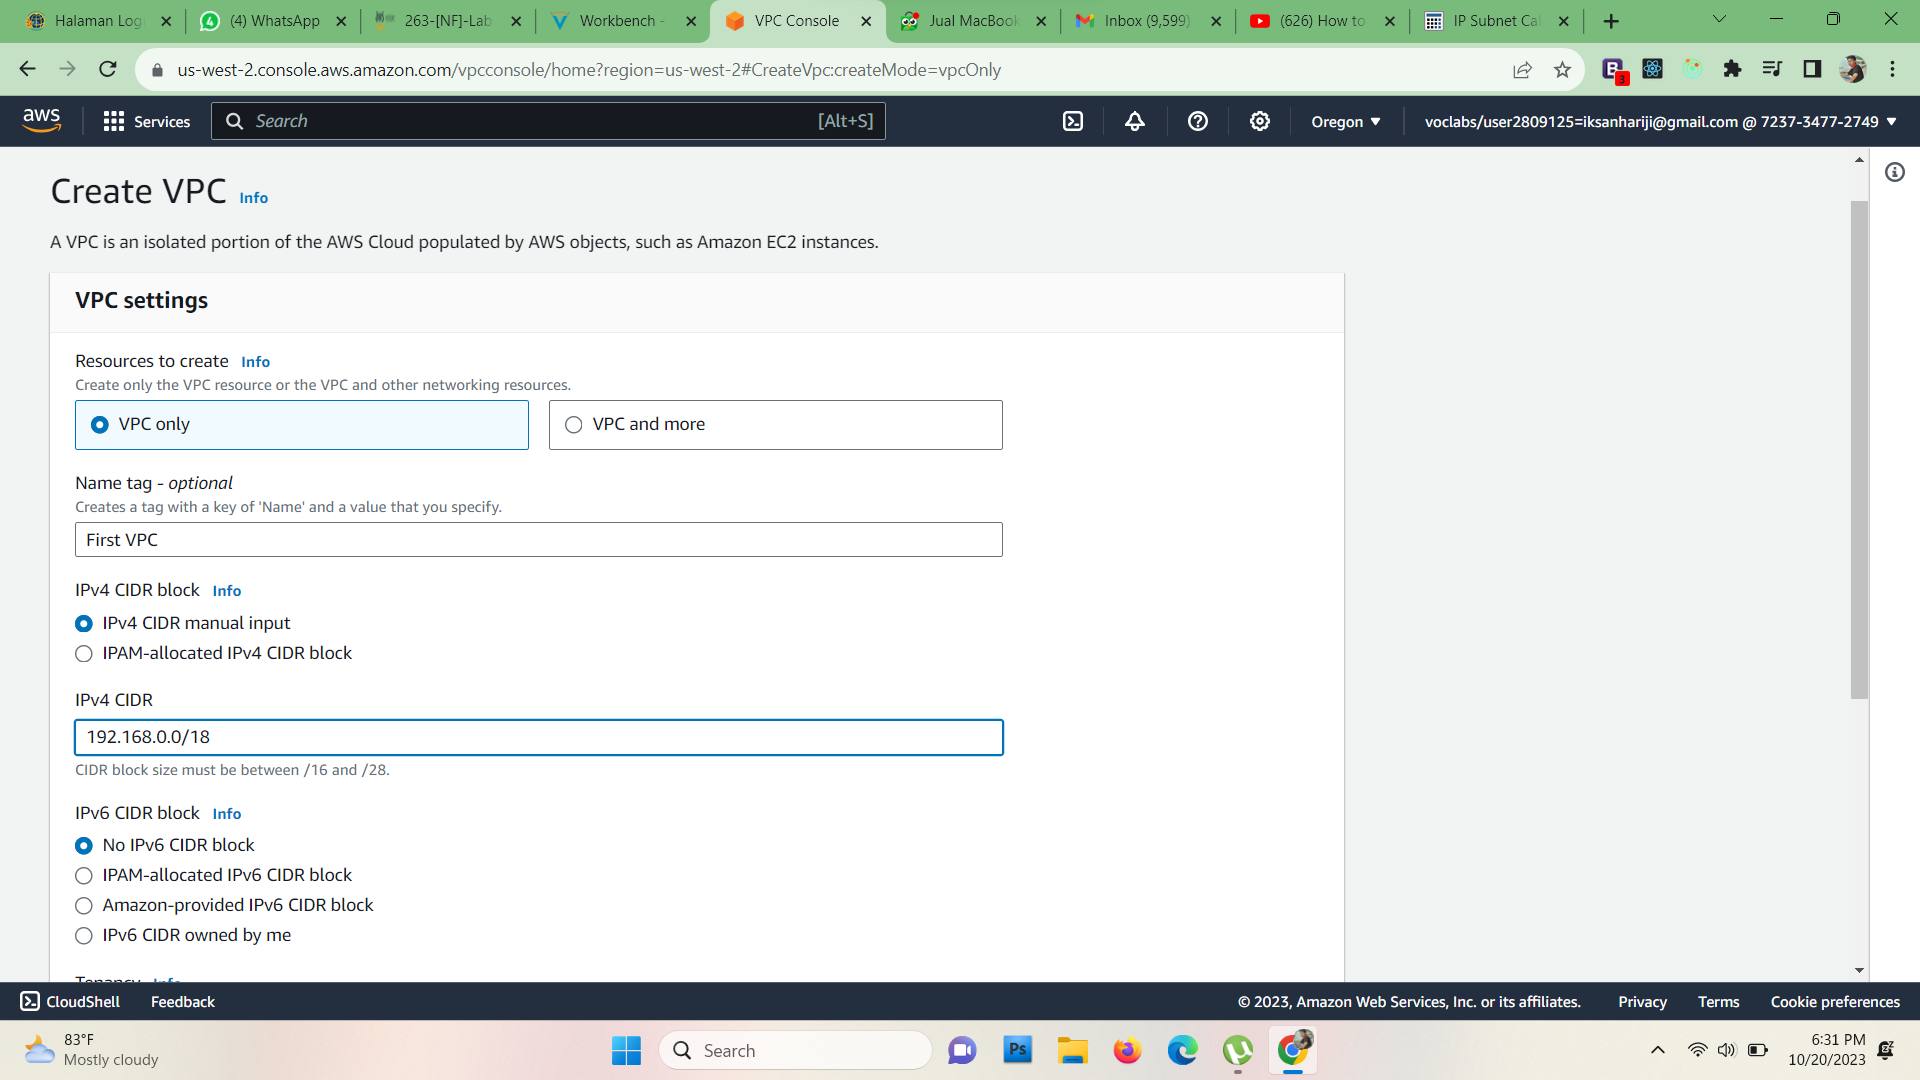 Halaman Log
(4) WhatsApp
263-[NF]-Lab
Workbench -
VPC Console
Jual MacBook
Inbox (9,599)
(626) How to
IP Subnet Cal
us-west-2.console.aws.amazon.com/vpcconsole/home?region=us-west-2#CreateVpc:createMode=vpcOnly
B
3
aws
Services
Search
[Alt+S]
Oregon
voclabs/user2809125=iksanhariji@gmail.com @ 7237-3477-2749
Create VPC Info
A VPC is an isolated portion of the AWS Cloud populated by AWS objects, such as Amazon EC2 instances.
VPC settings
Resources to create Info
Create only the VPC resource or the VPC and other networking resources.
VPC only
VPC and more
Name tag - optional
Creates a tag with a key of 'Name' and a value that you specify.
First VPC
IPv4 CIDR block Info
IPv4 CIDR manual input
IPAM-allocated IPv4 CIDR block
IPv4 CIDR
192.168.0.0/18
CIDR block size must be between /16 and /28.
IPv6 CIDR block Info
No IPv6 CIDR block
IPAM-allocated IPv6 CIDR block
Amazon-provided IPv6 CIDR block
IPv6 CIDR owned by me
Tenancy Info
CloudShell
Feedback
© 2023, Amazon Web Services, Inc. or its affiliates.
Privacy
Terms
Cookie preferences
83°F
Mostly cloudy
Search
Ps
6:31 PM
10/20/2023